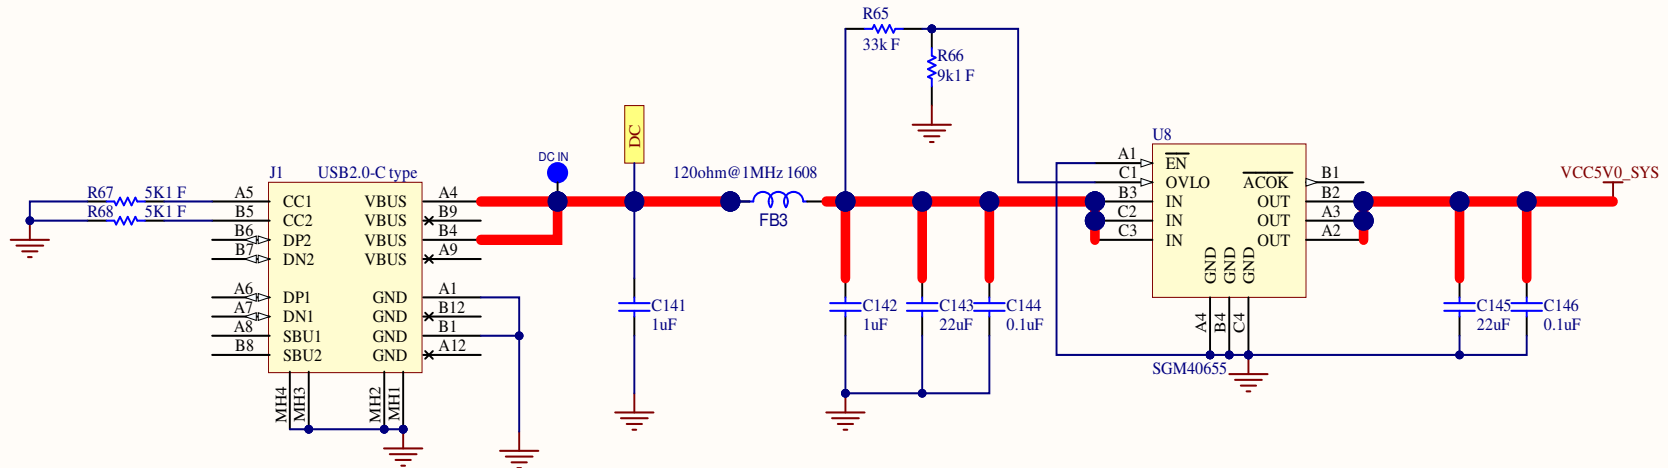 R65
33k F
R66
9k1 F
DC
DC IN
120ohm@1MHz 1608
FB3
J1
USB2.0-C type
R67
5K1 F
R68
5K1 F
A5
B5
B6
B7
A6
A7
A8
B8
CC1
CC2
DP2
DN2
DP1
DN1
SBU1
SBU2
VBUS
VBUS
VBUS
VBUS
GND
GND
GND
GND
A4
B9
B4
A9
A1
B12
B1
A12
MH4
MH3
MH2
MH1
C141
1uF
C142
1uF
C143
22uF
C144
0.1uF
U8
A1
C1
B3
C2
C3
EN
OVLO
IN
IN
IN
ACOK
OUT
OUT
OUT
B1
B2
A3
A2
GND
GND
GND
A4
B4
C4
SGM40655
VCC5V0_SYS
C145
22uF
C146
0.1uF